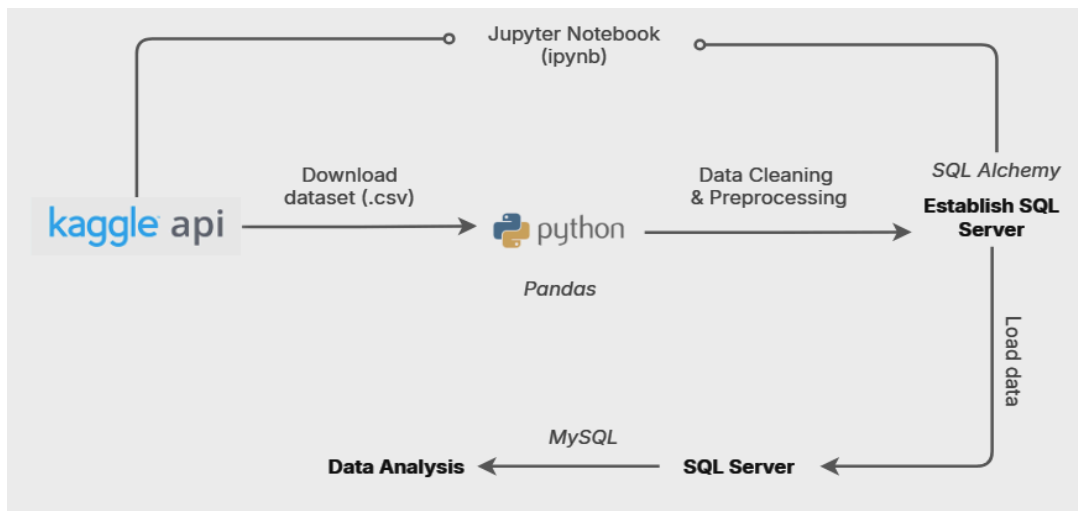 Jupyter Notebook
(ipynb)
Download
dataset (.csv)
Data Cleaning
& Preprocessing
SQL Alchemy
Establish SQL
Server
kaggle api
python
Pandas
Load data
MySQL
Data Analysis
SQL Server